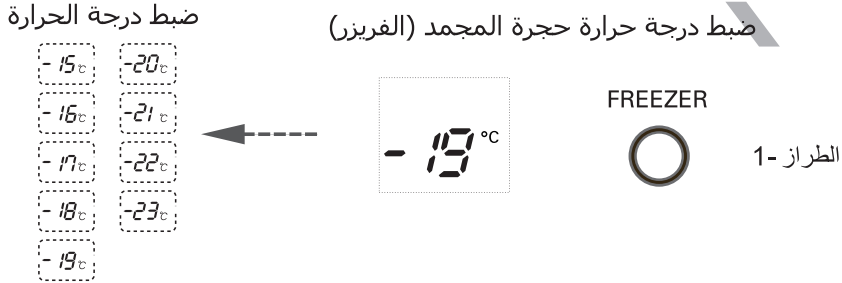 ضبط درجة حرارة حجرة المجمد (الفريزر)
الطراز -1
FREEZER
-19 °C
ضبط درجة الحرارة
-15 °C
-16 °C
-17 °C
-18 °C
-19 °C
-20 °C
-21 °C
-22 °C
-23 °C